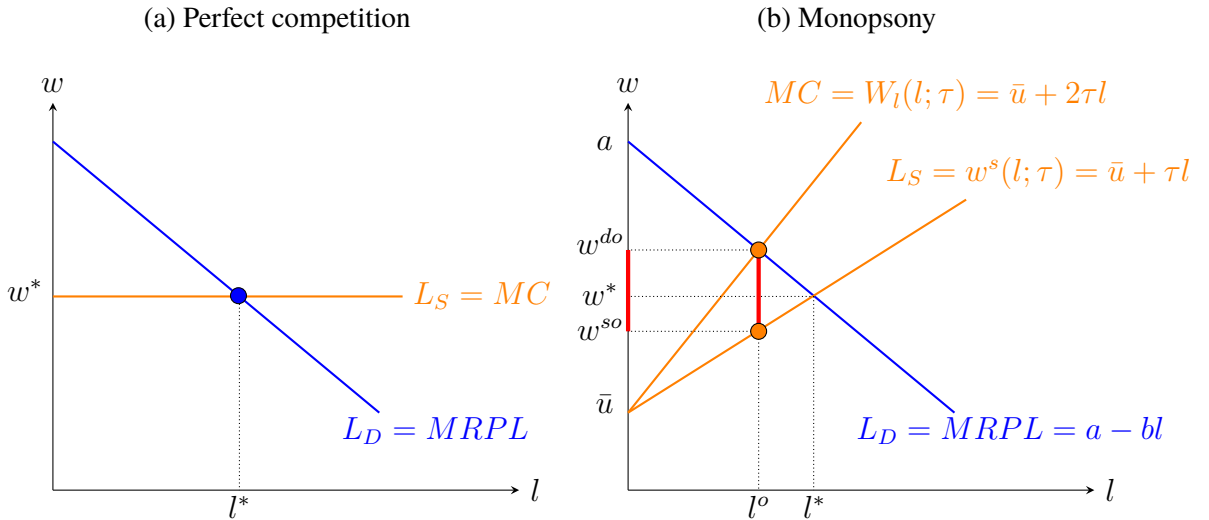 (a) Perfect competition
w
w*
L_S = MC
L_D = MRPL
l*
l
(b) Monopsony
w
MC = W_l(l; τ) = ū + 2τl
a
L_S = w^s(l; τ) = ū + τl
w^{do}
w*
w^{so}
ū
L_D = MRPL = a − bl
l^o
l*
l